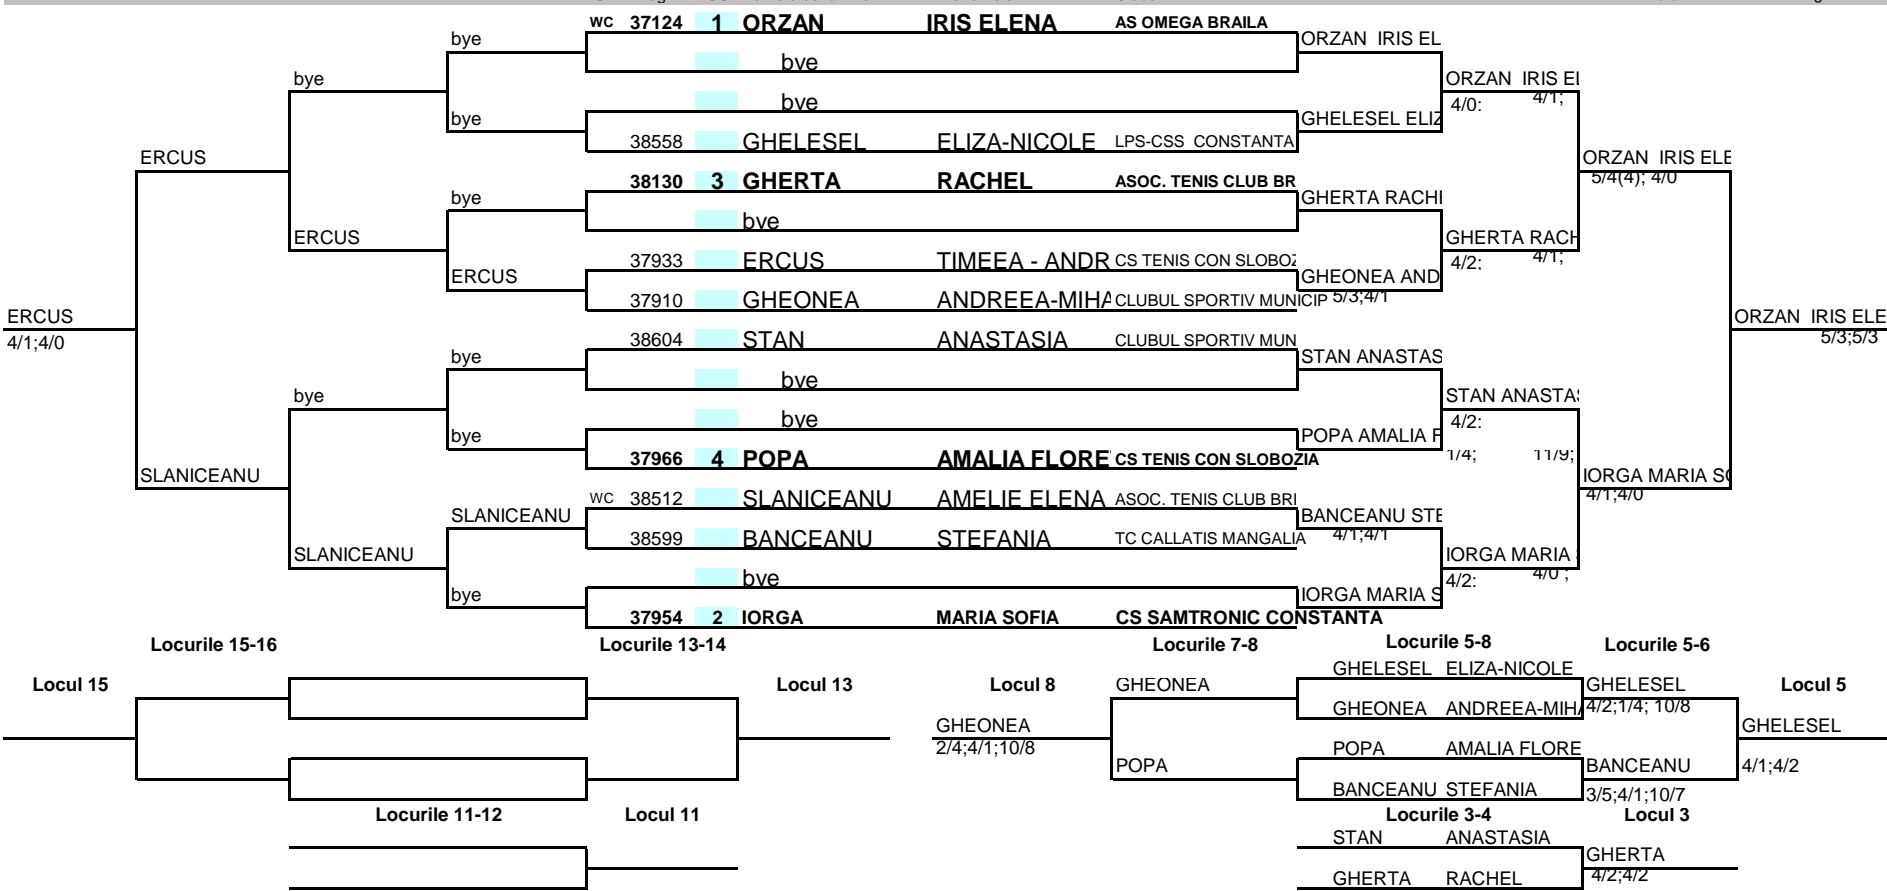 WC 37124 1 ORZAN IRIS ELENA AS OMEGA BRAILA
bye ORZAN IRIS EL
bye
bye ORZAN IRIS EL
4/0: 4/1;
bye
bye GHELESEL ELIZ
38558 GHELESEL ELIZA-NICOLE LPS-CSS CONSTANTA
ERCUS ORZAN IRIS ELE
5/4(4); 4/0
38130 3 GHERTA RACHEL ASOC. TENIS CLUB BR
bye GHERTA RACHI
bye
ERCUS GHERTA RACH
4/2; 4/1;
37933 ERCUS TIMEEA - ANDR CS TENIS CON SLOBOZ
ERCUS GHEONEA AND
37910 GHEONEA ANDREEA-MIHA CLUBUL SPORTIV MUNICIP 5/3;4/1
ERCUS ORZAN IRIS ELE
4/1;4/0 5/3;5/3
38604 STAN ANASTASIA CLUBUL SPORTIV MUN
bye STAN ANASTAS
bye
bye STAN ANASTA
4/2:
bye
bye POPA AMALIA F
37966 4 POPA AMALIA FLORE CS TENIS CON SLOBOZIA 1/4; 11/9;
SLANICEANU IORGA MARIA SO
4/1;4/0
WC 38512 SLANICEANU AMELIE ELENA ASOC. TENIS CLUB BRI
SLANICEANU BANCEANU STE
38599 BANCEANU STEFANIA TC CALLATIS MANGALIA 4/1;4/1
SLANICEANU IORGA MARIA
4/2: 4/0 ;
bye
bye IORGA MARIA S
37954 2 IORGA MARIA SOFIA CS SAMTRONIC CONSTANTA
Locurile 15-16 Locurile 13-14 Locurile 7-8 Locurile 5-8 Locurile 5-6
GHELESEL ELIZA-NICOLE
Locul 15 Locul 13 Locul 8 GHEONEA GHELESEL Locul 5
GHEONEA ANDREEA-MIHA 4/2;1/4; 10/8
GHEONEA GHELESEL
2/4;4/1;10/8
POPA AMALIA FLORE
POPA BANCEANU 4/1;4/2
BANCEANU STEFANIA 3/5;4/1;10/7
Locurile 11-12 Locul 11 Locurile 3-4 Locul 3
STAN ANASTASIA
GHERTA
GHERTA RACHEL 4/2;4/2